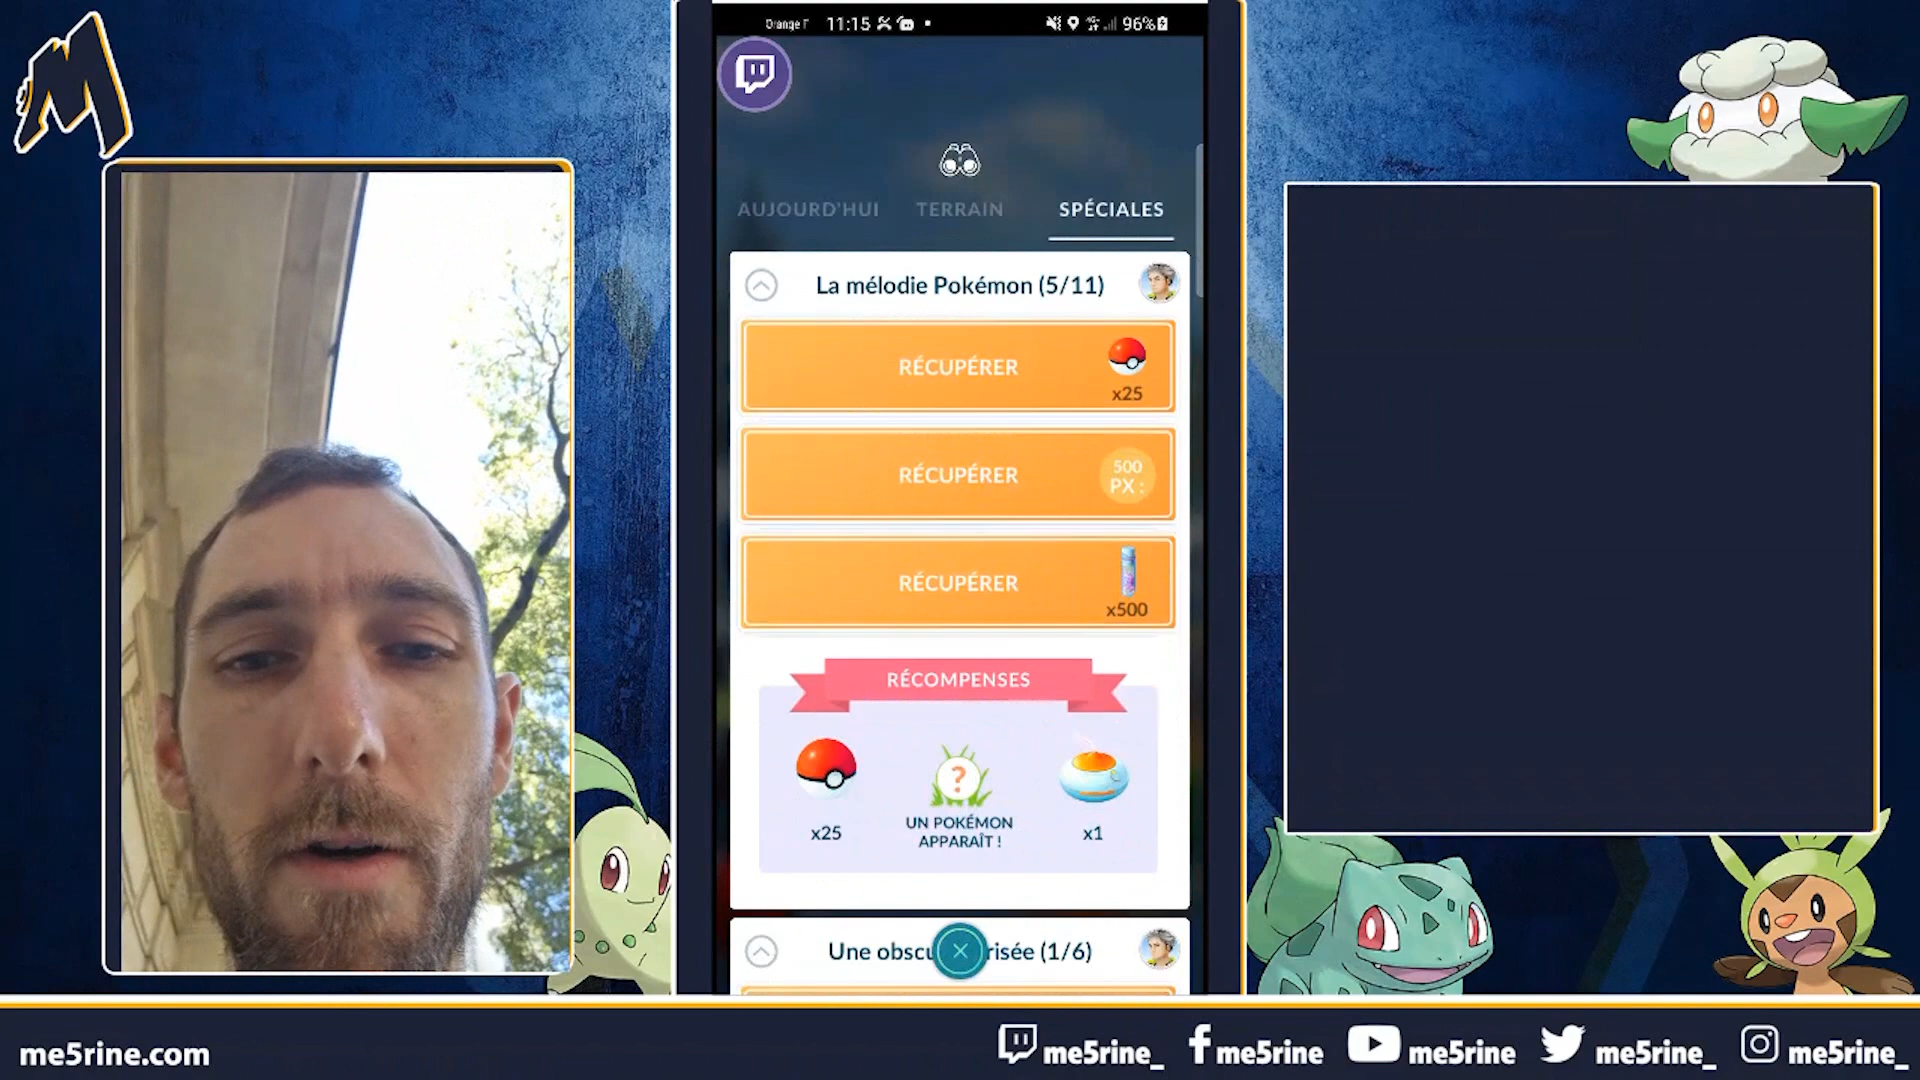 Orange F 11:15 96%
AUJOURD'HUI TERRAIN SPÉCIALES
La mélodie Pokémon (5/11)
RÉCUPÉRER
x25
RÉCUPÉRER
500
PX :
RÉCUPÉRER
x500
RÉCOMPENSES
x25
UN POKÉMON
APPARAÎT !
x1
Une obscu risée (1/6)
me5rine.com
me5rine_
me5rine
me5rine
me5rine_
me5rine_